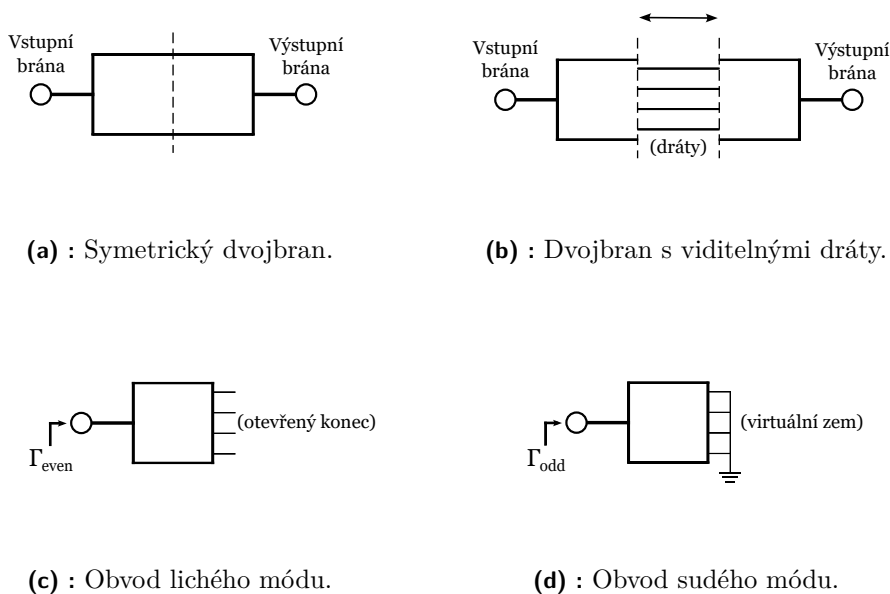 Vstupní
brána
Výstupní
brána
(a) : Symetrický dvojbran.
Vstupní
brána
Výstupní
brána
(dráty)
(b) : Dvojbran s viditelnými dráty.
Γeven
(otevřený konec)
(c) : Obvod lichého módu.
Γodd
(virtuální zem)
(d) : Obvod sudého módu.